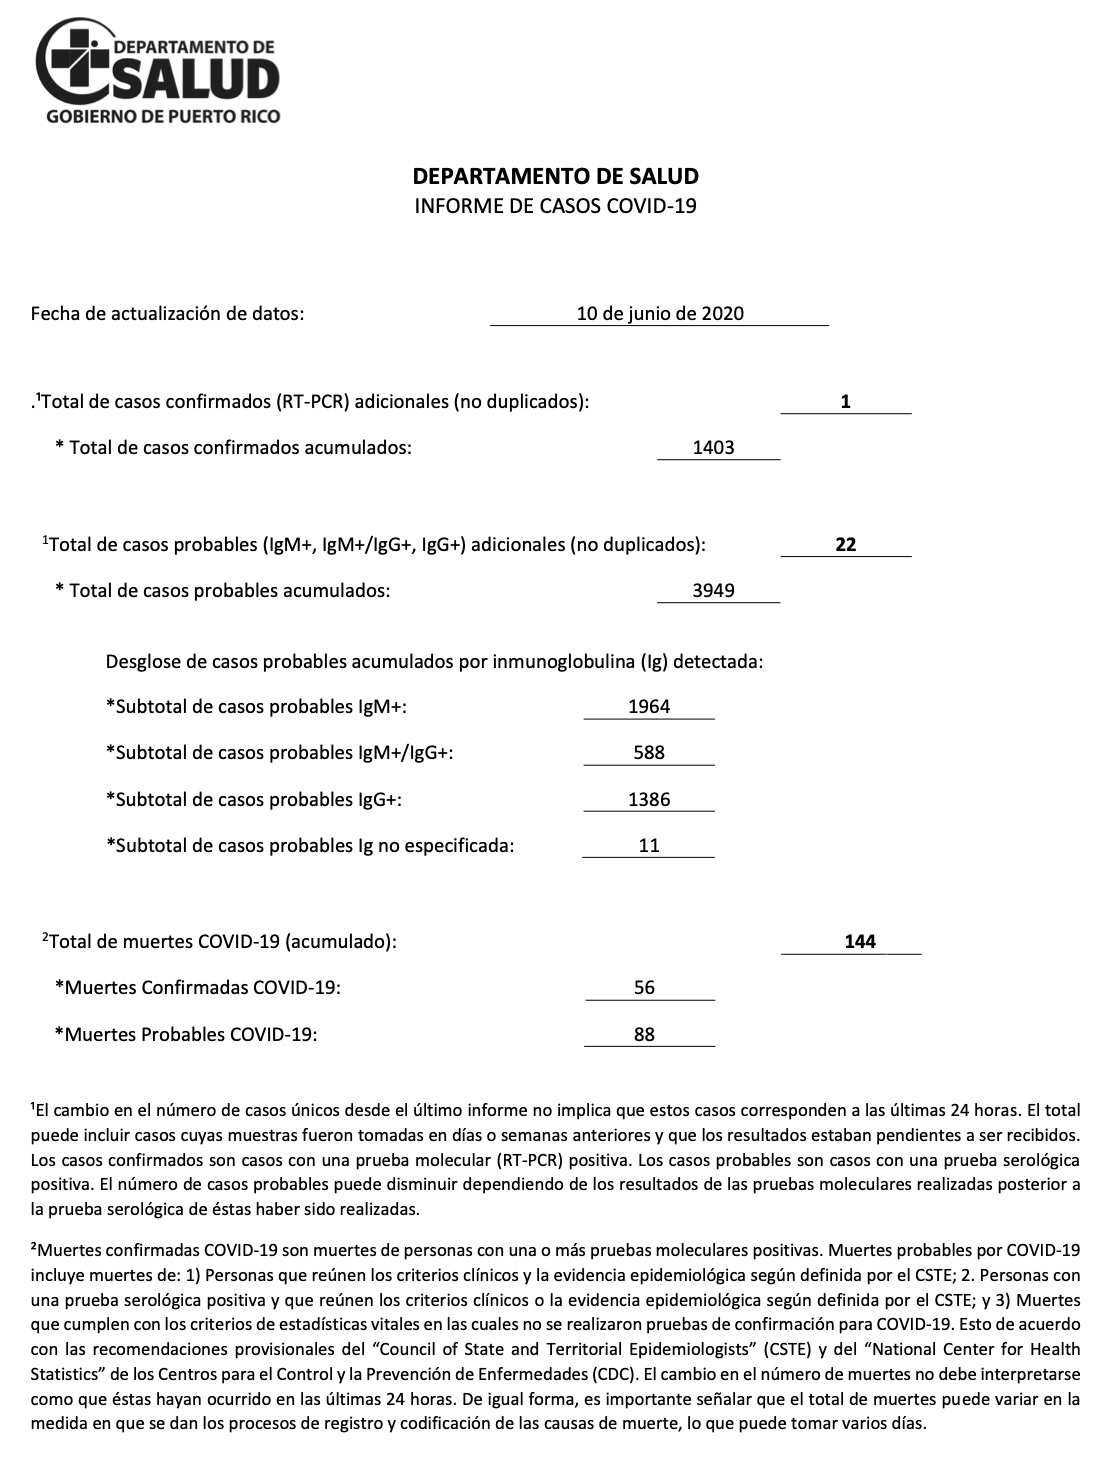 DEPARTAMENTO DE
SALUD
GOBIERNO DE PUERTO RICO
DEPARTAMENTO DE SALUD
INFORME DE CASOS COVID-19
Fecha de actualización de datos: 10 de junio de 2020
.¹Total de casos confirmados (RT-PCR) adicionales (no duplicados): 1
* Total de casos confirmados acumulados: 1403
¹Total de casos probables (IgM+, IgM+/IgG+, IgG+) adicionales (no duplicados): 22
* Total de casos probables acumulados: 3949
Desglose de casos probables acumulados por inmunoglobulina (Ig) detectada:
*Subtotal de casos probables IgM+: 1964
*Subtotal de casos probables IgM+/IgG+: 588
*Subtotal de casos probables IgG+: 1386
*Subtotal de casos probables Ig no especificada: 11
²Total de muertes COVID-19 (acumulado): 144
*Muertes Confirmadas COVID-19: 56
*Muertes Probables COVID-19: 88
¹El cambio en el número de casos únicos desde el último informe no implica que estos casos corresponden a las últimas 24 horas. El total
puede incluir casos cuyas muestras fueron tomadas en días o semanas anteriores y que los resultados estaban pendientes a ser recibidos.
Los casos confirmados son casos con una prueba molecular (RT-PCR) positiva. Los casos probables son casos con una prueba serológica
positiva. El número de casos probables puede disminuir dependiendo de los resultados de las pruebas moleculares realizadas posterior a
la prueba serológica de éstas haber sido realizadas.
²Muertes confirmadas COVID-19 son muertes de personas con una o más pruebas moleculares positivas. Muertes probables por COVID-19
incluye muertes de: 1) Personas que reúnen los criterios clínicos y la evidencia epidemiológica según definida por el CSTE; 2. Personas con
una prueba serológica positiva y que reúnen los criterios clínicos o la evidencia epidemiológica según definida por el CSTE; y 3) Muertes
que cumplen con los criterios de estadísticas vitales en las cuales no se realizaron pruebas de confirmación para COVID-19. Esto de acuerdo
con las recomendaciones provisionales del “Council of State and Territorial Epidemiologists” (CSTE) y del “National Center for Health
Statistics” de los Centros para el Control y la Prevención de Enfermedades (CDC). El cambio en el número de muertes no debe interpretarse
como que éstas hayan ocurrido en las últimas 24 horas. De igual forma, es importante señalar que el total de muertes puede variar en la
medida en que se dan los procesos de registro y codificación de las causas de muerte, lo que puede tomar varios días.